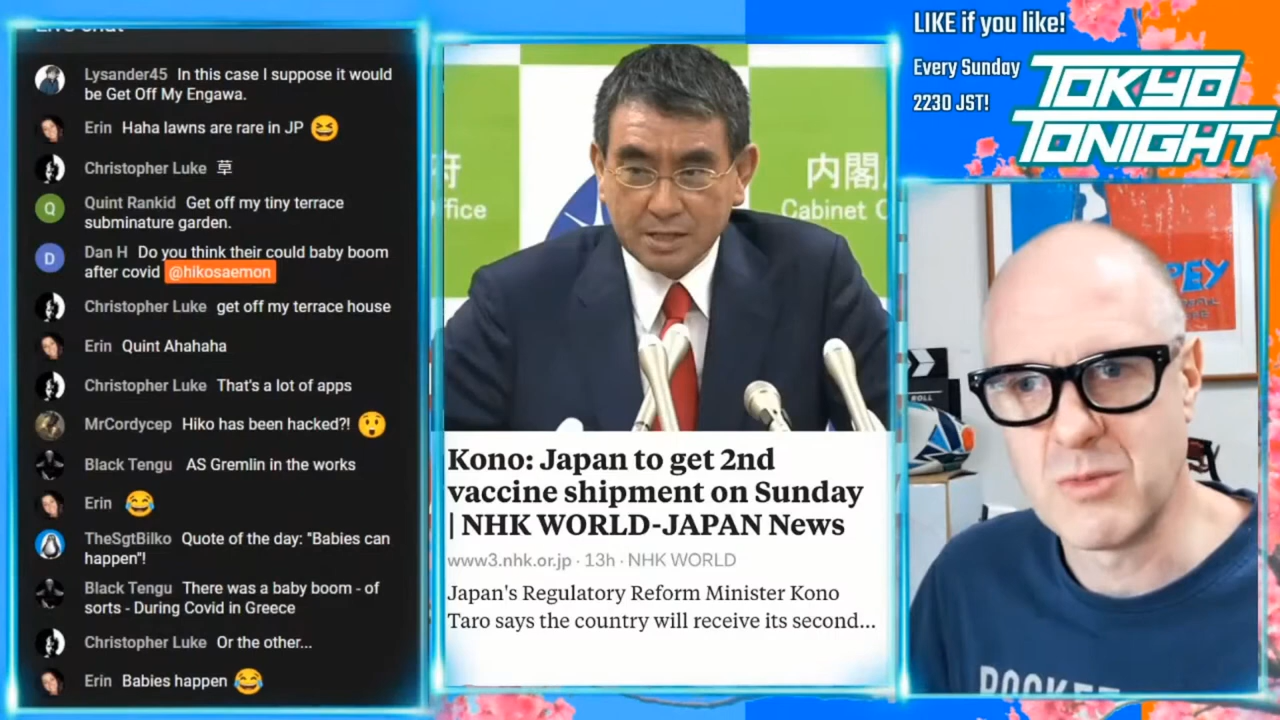 Live chat
Lysander45 In this case I suppose it would
be Get Off My Engawa.
Erin Haha lawns are rare in JP 😆
Christopher Luke 草
Q
Quint Rankid Get off my tiny terrace
subminature garden.
D
Dan H Do you think their could baby boom
after covid @hikosaemon
Christopher Luke get off my terrace house
Erin Quint Ahahaha
Christopher Luke That's a lot of apps
MrCordycep Hiko has been hacked?! 😲
Black Tengu AS Gremlin in the works
Erin 😂
TheSgtBilko Quote of the day: "Babies can
happen"!
Black Tengu There was a baby boom - of
sorts - During Covid in Greece
Christopher Luke Or the other...
Erin Babies happen 😂
府
ffice
内閣
Cabinet
Kono: Japan to get 2nd
vaccine shipment on Sunday
| NHK WORLD-JAPAN News
www3.nhk.or.jp · 13h · NHK WORLD
Japan's Regulatory Reform Minister Kono
Taro says the country will receive its second...
LIKE if you like!
Every Sunday
2230 JST!
TOKYO
TONIGHT
PEY
ROLL
ROCKET